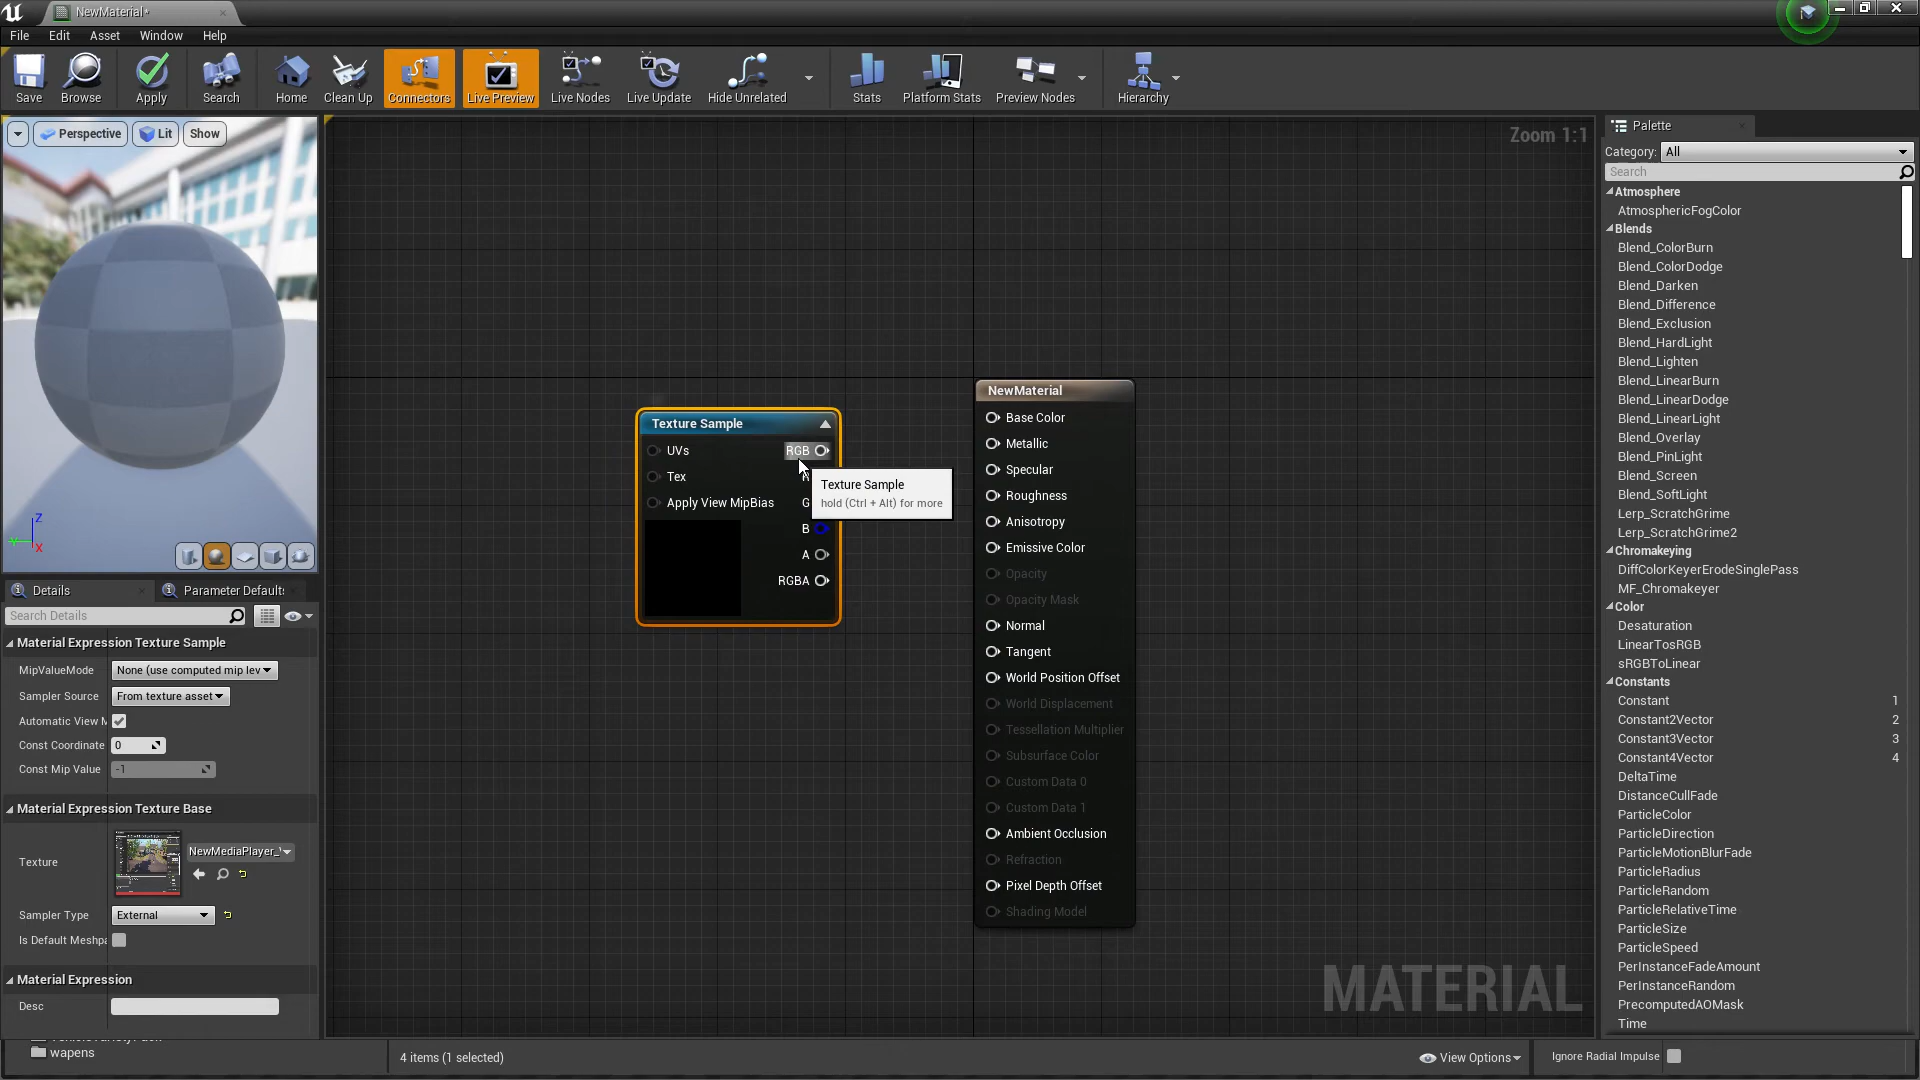 NewMaterial*
File Edit Asset Window Help
Save Browse Apply Search Home Clean Up Connectors Live Preview Live Nodes Live Update Hide Unrelated Stats Platform Stats Preview Nodes Hierarchy
Perspective Lit Show
Zoom 1:1
Z
Y
X
Details
Parameter Defaults
Search Details
Material Expression Texture Sample
MipValueMode None (use computed mip lev
Sampler Source From texture asset
Automatic View M
Const Coordinate 0
Const Mip Value -1
Material Expression Texture Base
Texture NewMediaPlayer_
Sampler Type External
Is Default Meshpa
Material Expression
Desc
wapens
4 items (1 selected)
View Options
Ignore Radial Impulse
Texture Sample
UVs RGB
Tex R
Apply View MipBias G
B
A
RGBA
Texture Sample
hold (Ctrl + Alt) for more
NewMaterial
Base Color
Metallic
Specular
Roughness
Anisotropy
Emissive Color
Opacity
Opacity Mask
Normal
Tangent
World Position Offset
World Displacement
Tessellation Multiplier
Subsurface Color
Custom Data 0
Custom Data 1
Ambient Occlusion
Refraction
Pixel Depth Offset
Shading Model
MATERIAL
Palette
Category: All
Search
Atmosphere
AtmosphericFogColor
Blends
Blend_ColorBurn
Blend_ColorDodge
Blend_Darken
Blend_Difference
Blend_Exclusion
Blend_HardLight
Blend_Lighten
Blend_LinearBurn
Blend_LinearDodge
Blend_LinearLight
Blend_Overlay
Blend_PinLight
Blend_Screen
Blend_SoftLight
Lerp_ScratchGrime
Lerp_ScratchGrime2
Chromakeying
DiffColorKeyerErodeSinglePass
MF_Chromakeyer
Color
Desaturation
LinearTosRGB
sRGBToLinear
Constants
Constant 1
Constant2Vector 2
Constant3Vector 3
Constant4Vector 4
DeltaTime
DistanceCullFade
ParticleColor
ParticleDirection
ParticleMotionBlurFade
ParticleRadius
ParticleRandom
ParticleRelativeTime
ParticleSize
ParticleSpeed
PerInstanceFadeAmount
PerInstanceRandom
PrecomputedAOMask
Time